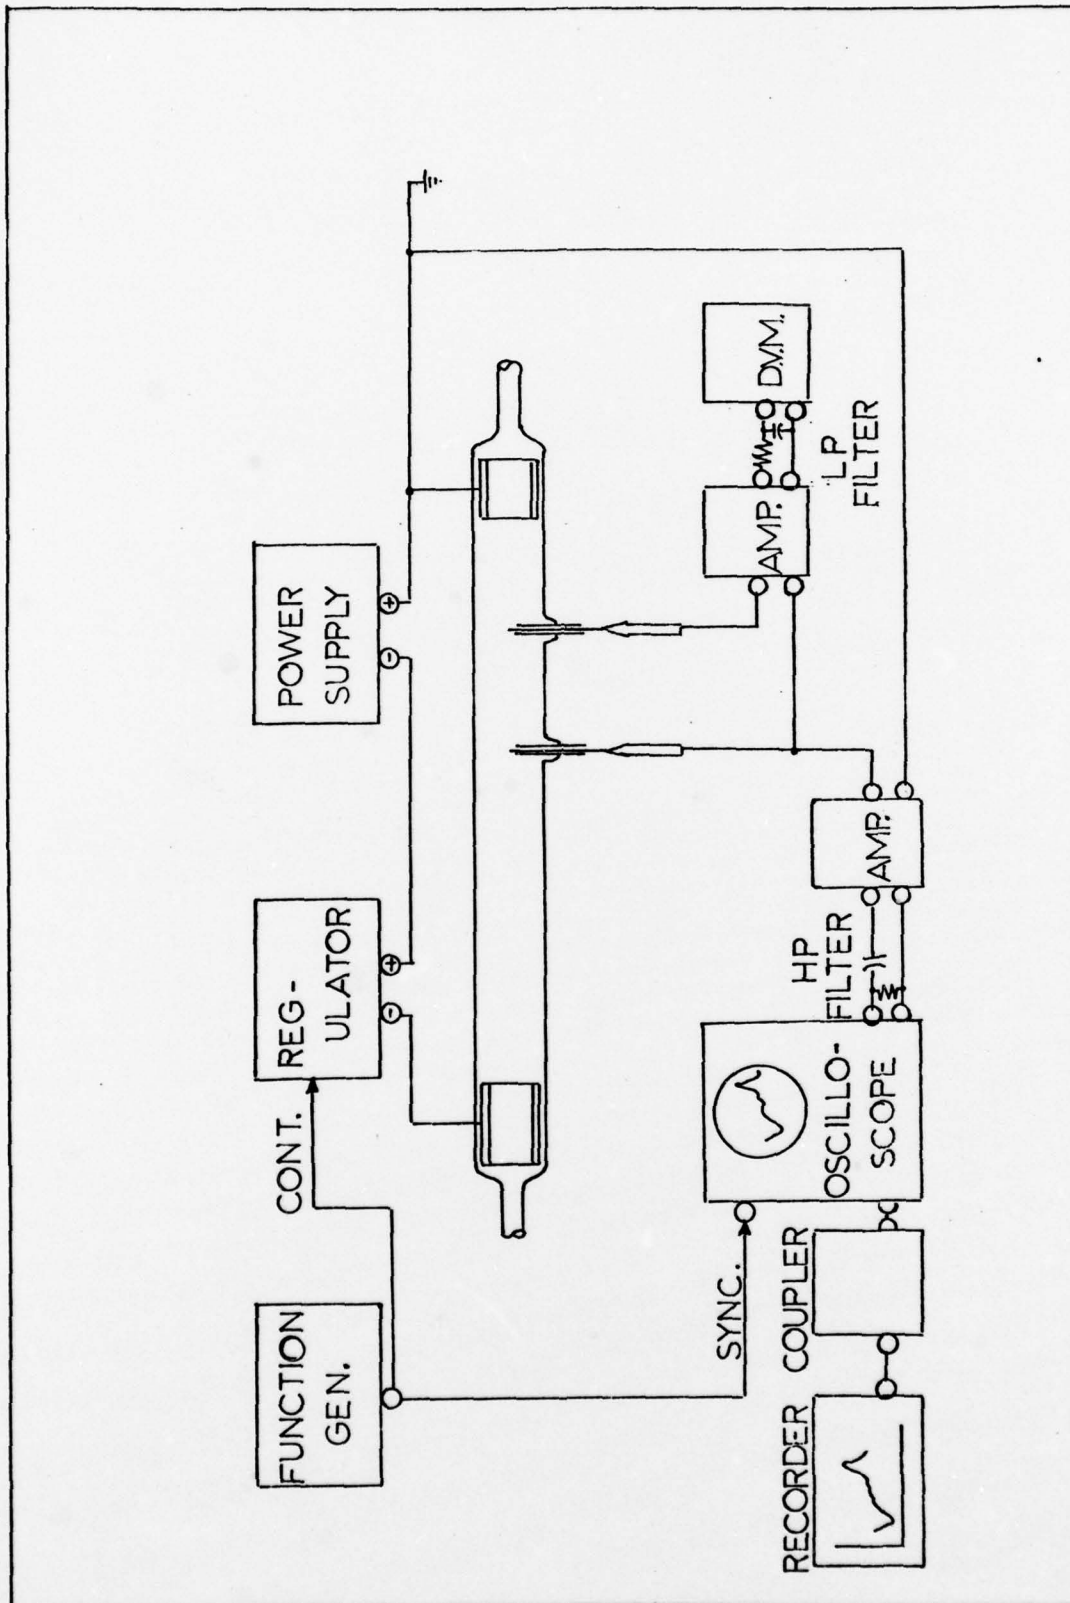 FUNCTION
GEN.
CONT.
REG-
ULATOR
- +
POWER
SUPPLY
- +
SYNC.
OSCILLO-
SCOPE
HP
FILTER
AMP.
AMP.
LP
FILTER
D.V.M.
RECORDER
COUPLER